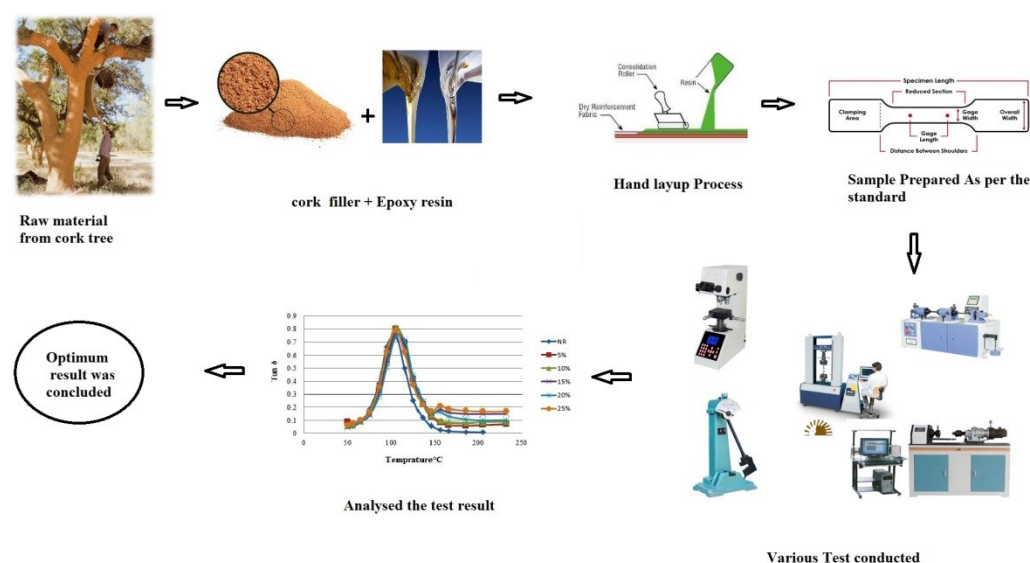 Raw material
from cork tree
+
cork filler + Epoxy resin
Consolidation
Roller
Resin
Dry Reinforcement
Fabric
Hand layup Process
Specimen Length
Reduced Section
Clamping
Area
Gage
Width
Overall
Width
Gage
Length
Distance Between Shoulders
Sample Prepared As per the
standard
Various Test conducted
0.9
0.8
0.7
0.6
0.5
0.4
0.3
0.2
0.1
0
Tan δ
0
50
100
150
200
250
Temprature°C
NR
5%
10%
15%
20%
25%
Analysed the test result
Optimum
result was
concluded